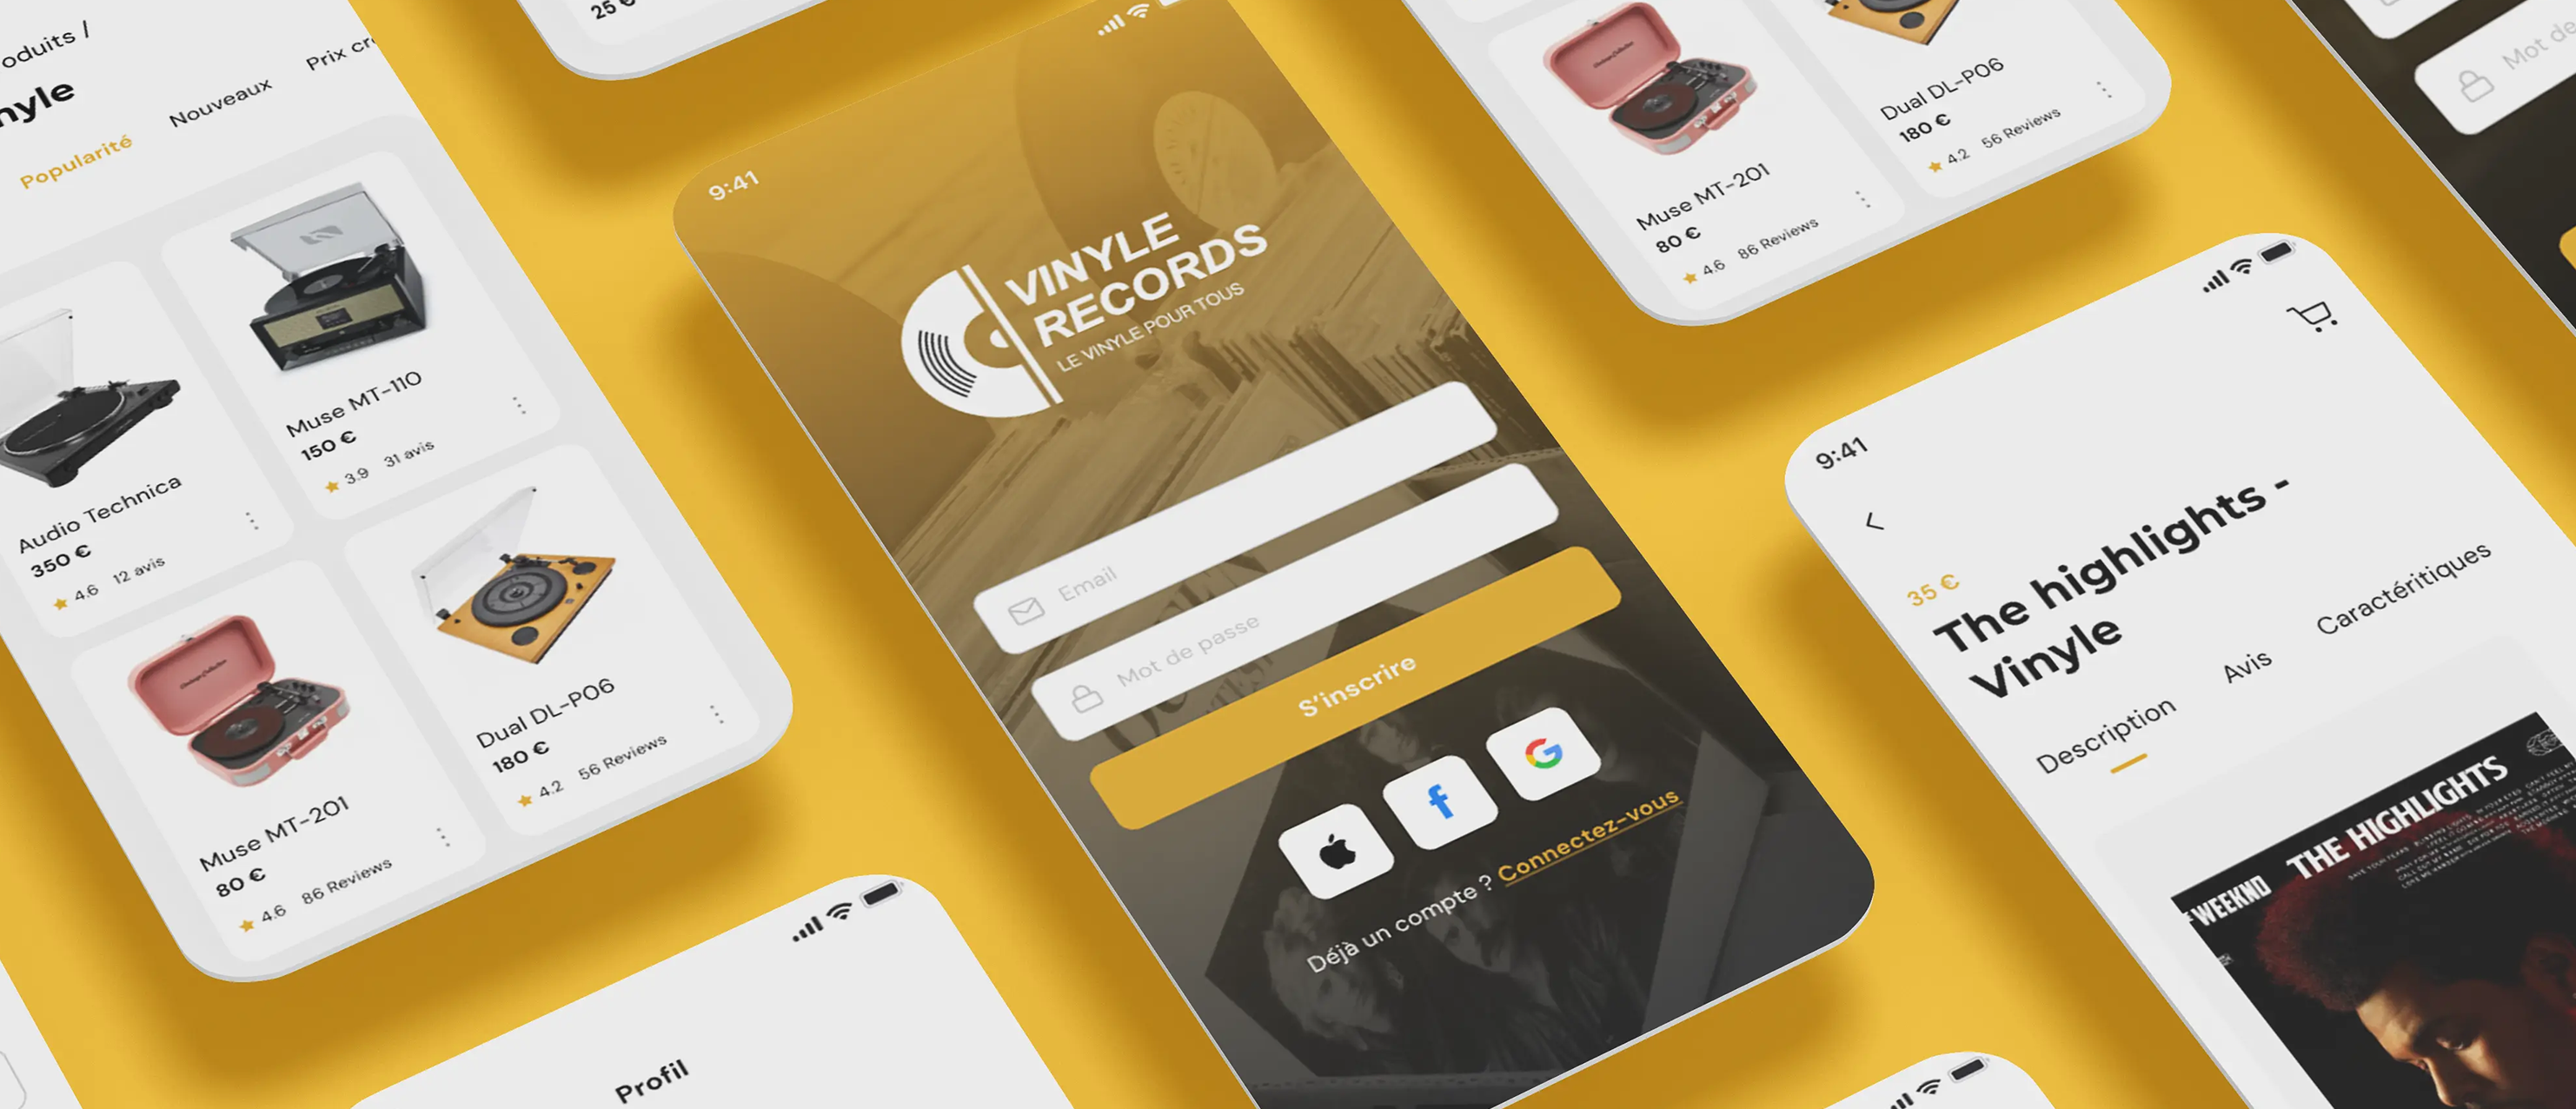 oduits /
nyle
Popularité
Nouveaux
Prix cr
Audio Technica
350 €
4.6 12 avis
Muse MT-110
150 €
3.9 31 avis
Muse MT-201
80 €
4.6 86 Reviews
Dual DL-P06
180 €
4.2 56 Reviews
25 €
Profil
9:41
VINYLE
RECORDS
LE VINYLE POUR TOUS
Email
Mot de passe
S'inscrire
Déjà un compte ? Connectez-vous
Muse MT-201
80 €
4.6 86 Reviews
Dual DL-P06
180 €
4.2 56 Reviews
Mot de
9:41
35 €
The highlights -
Vinyle
Description
Avis
Caractéritiques
WEEKND
THE HIGHLIGHTS